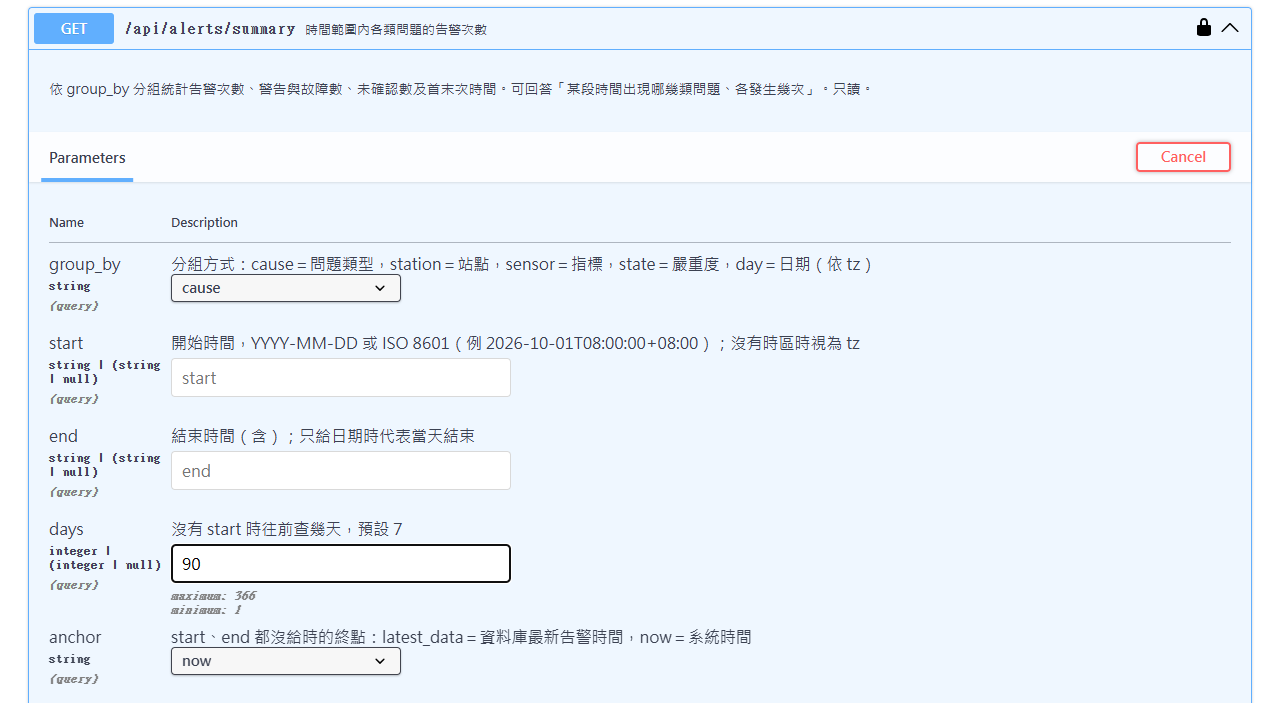 GET /api/alerts/summary 時間範圍內各類問題的告警次數
依 group_by 分組統計告警次數、警告與故障數、未確認數及首末次時間。可回答「某段時間出現哪幾類問題、各發生幾次」。只讀。
Parameters
Cancel
Name Description
group_by 分組方式：cause＝問題類型，station＝站點，sensor＝指標，state＝嚴重度，day＝日期（依 tz）
string cause
(query)
start 開始時間，YYYY-MM-DD 或 ISO 8601（例 2026-10-01T08:00:00+08:00）；沒有時區時視為 tz
string | (string
| null) start
(query)
end 結束時間（含）；只給日期時代表當天結束
string | (string
| null) end
(query)
days 沒有 start 時往前查幾天，預設 7
integer |
(integer | null) 90
(query)
maximum: 366
minimum: 1
anchor start、end 都沒給時的終點：latest_data＝資料庫最新告警時間，now＝系統時間
string now
(query)